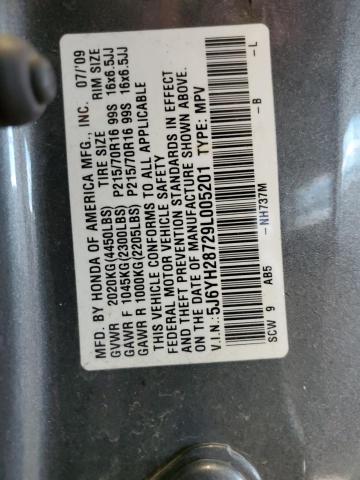 MFD. BY HONDA OF AMERICA MFG., INC. 07/'09
TIRE SIZE RIM SIZE
GVWR 2020KG(4450LBS)
GAWR F 1045KG(2300LBS) P215/70R16 99S 16x6.5JJ
GAWR R 1000KG(2205LBS) P215/70R16 99S 16x6.5JJ
THIS VEHICLE CONFORMS TO ALL APPLICABLE
FEDERAL MOTOR VEHICLE SAFETY
AND THEFT PREVENTION STANDARDS IN EFFECT
ON THE DATE OF MANUFACTURE SHOWN ABOVE.
V.I.N.: 5J6YH28729L005201 TYPE: MPV
-NH737M -B -L
SCW 9 AB5